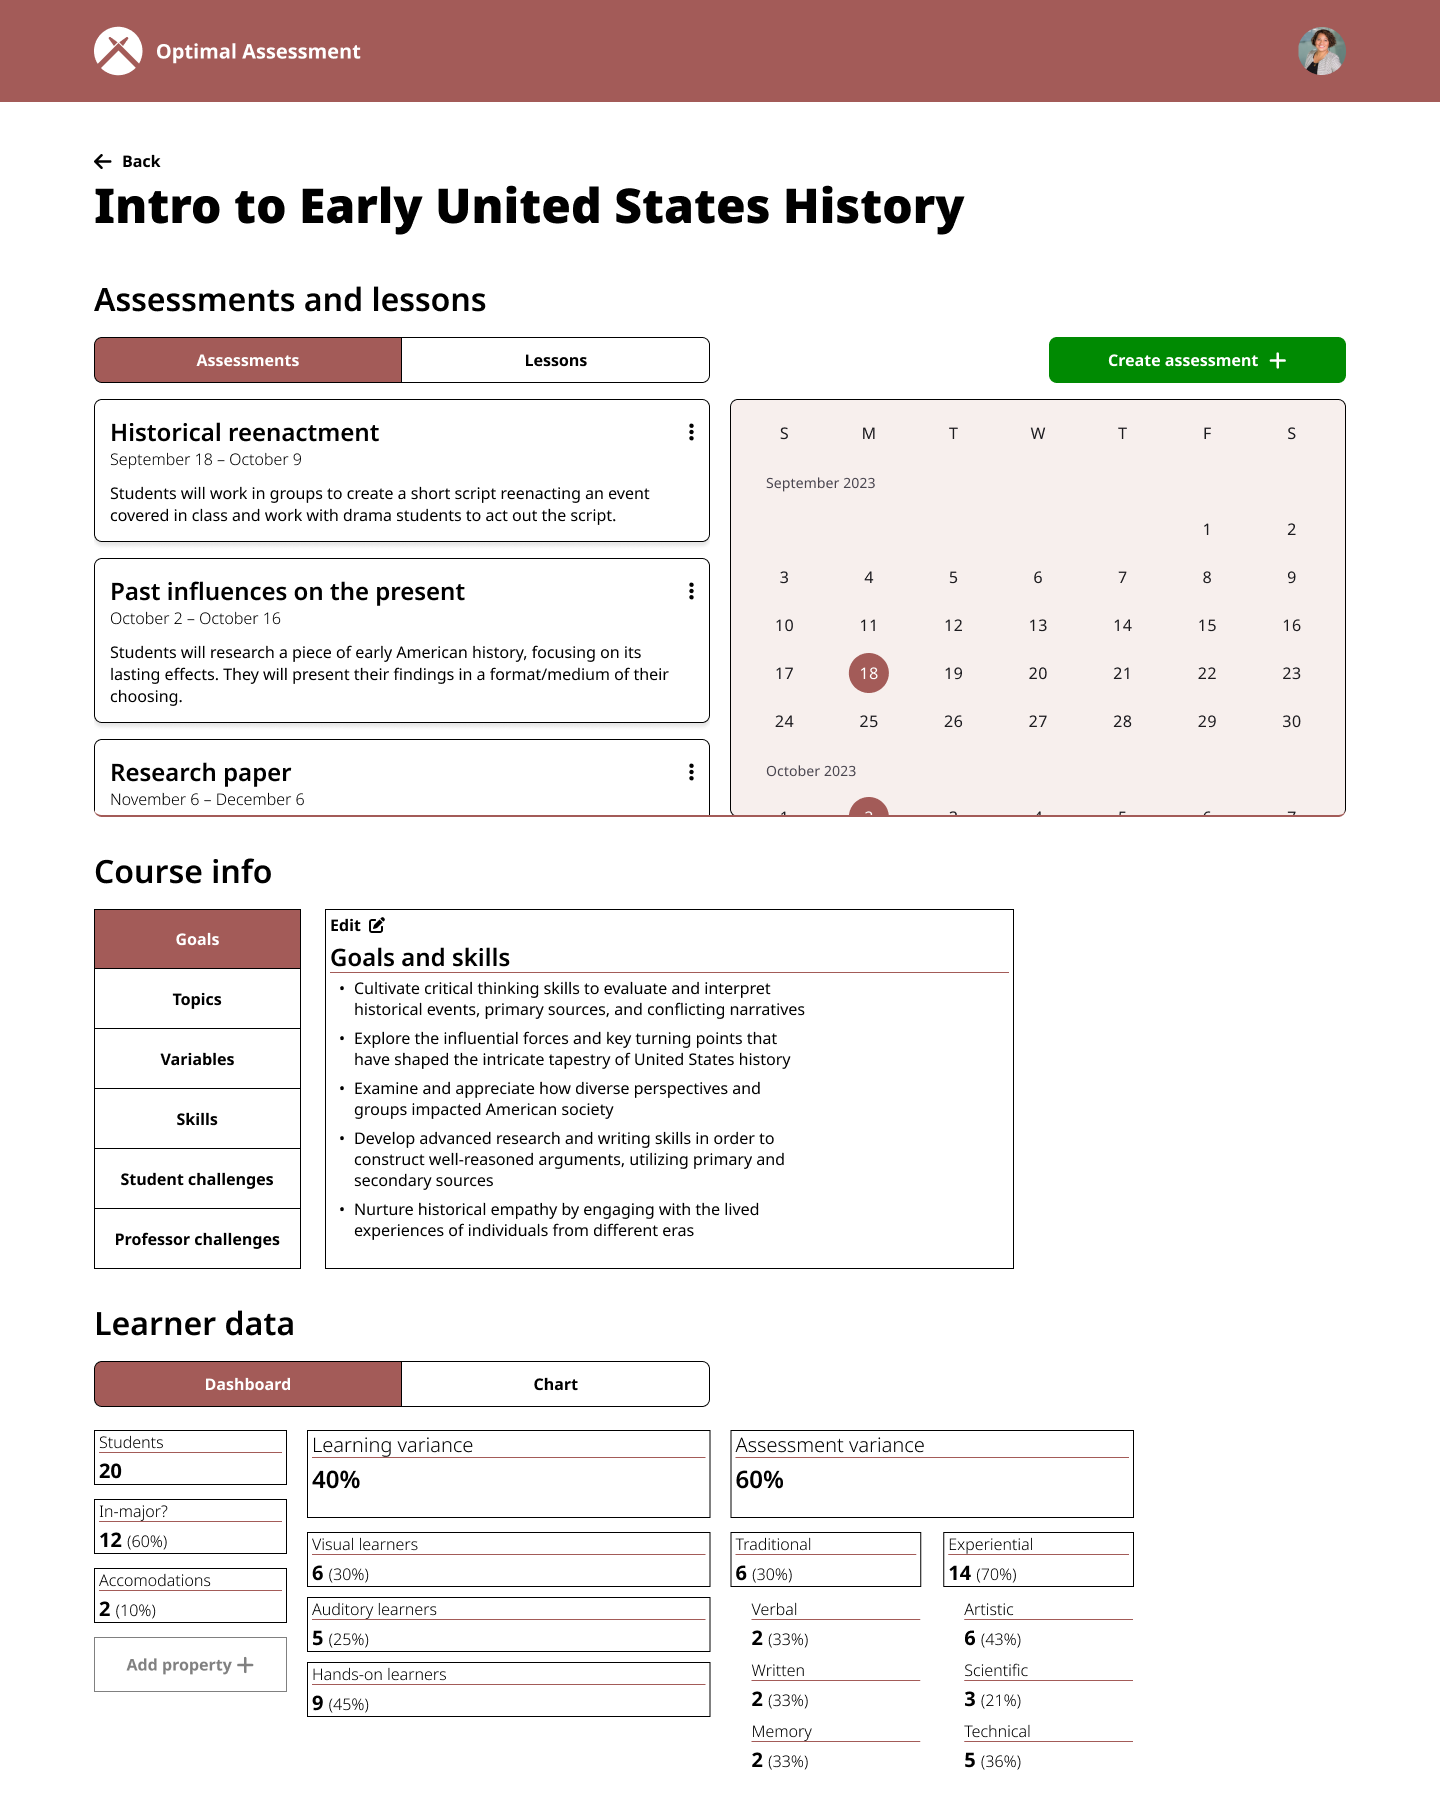 Optimal Assessment
Back
Intro to Early United States History
Assessments and lessons
Assessments
Lessons
Create assessment
Historical reenactment
September 18 – October 9
Students will work in groups to create a short script reenacting an event
covered in class and work with drama students to act out the script.
Past influences on the present
October 2 – October 16
Students will research a piece of early American history, focusing on its
lasting effects. They will present their findings in a format/medium of their
choosing.
Research paper
November 6 – December 6
S M T W T F S
September 2023
1 2
3 4 5 6 7 8 9
10 11 12 13 14 15 16
17 18 19 20 21 22 23
24 25 26 27 28 29 30
October 2023
1 2 3 4 5 6 7
Course info
Goals
Topics
Variables
Skills
Student challenges
Professor challenges
Edit
Goals and skills
• Cultivate critical thinking skills to evaluate and interpret
historical events, primary sources, and conflicting narratives
• Explore the influential forces and key turning points that
have shaped the intricate tapestry of United States history
• Examine and appreciate how diverse perspectives and
groups impacted American society
• Develop advanced research and writing skills in order to
construct well-reasoned arguments, utilizing primary and
secondary sources
• Nurture historical empathy by engaging with the lived
experiences of individuals from different eras
Learner data
Dashboard
Chart
Students
20
In-major?
12 (60%)
Accomodations
2 (10%)
Add property
Learning variance
40%
Visual learners
6 (30%)
Auditory learners
5 (25%)
Hands-on learners
9 (45%)
Assessment variance
60%
Traditional
6 (30%)
Verbal
2 (33%)
Written
2 (33%)
Memory
2 (33%)
Experiential
14 (70%)
Artistic
6 (43%)
Scientific
3 (21%)
Technical
5 (36%)